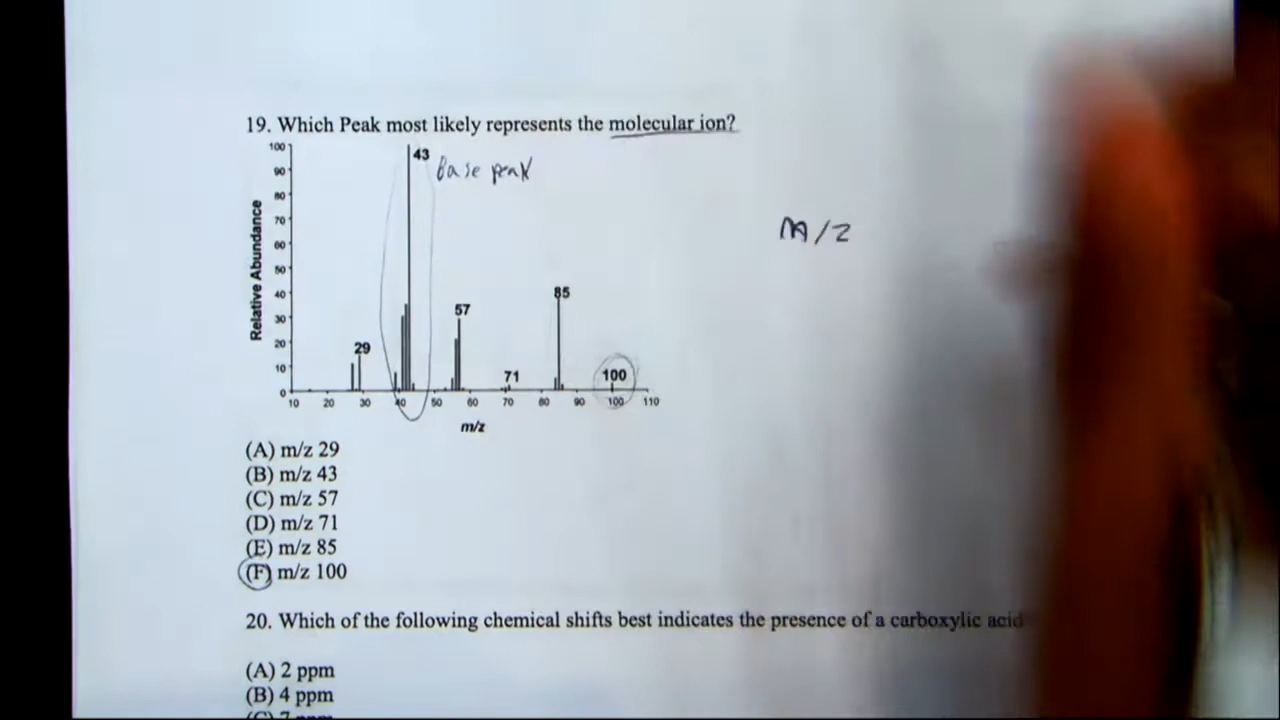 19. Which Peak most likely represents the molecular ion?
100
90
80
70
60
50
40
30
20
10
0
Relative Abundance
43 Base peak
M/Z
85
57
29
71
100
10 20 30 40 50 60 70 80 90 100 110
m/z
(A) m/z 29
(B) m/z 43
(C) m/z 57
(D) m/z 71
(E) m/z 85
(F) m/z 100
20. Which of the following chemical shifts best indicates the presence of a carboxylic acid
(A) 2 ppm
(B) 4 ppm